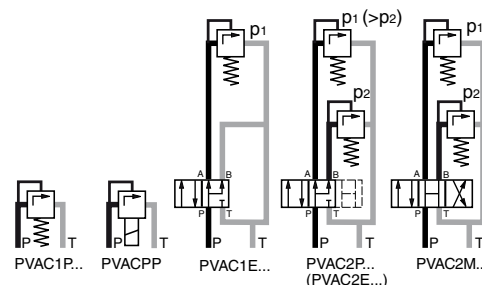 p1
p1 (>p2)
p1
p2
p2
A B
A B
A B
P T
P T
P T
P T
P T
T
T
T
PVAC1P...
PVACPP
PVAC1E...
PVAC2P...
(PVAC2E...)
PVAC2M..